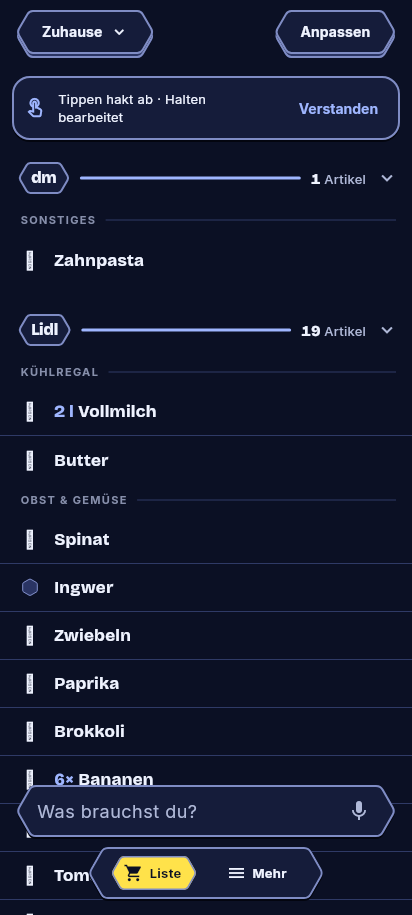 Zuhause
Anpassen
Tippen hakt ab · Halten
bearbeitet
Verstanden
dm
1 Artikel
SONSTIGES
Zahnpasta
Lidl
19 Artikel
KÜHLREGAL
2 l Vollmilch
Butter
OBST & GEMÜSE
Spinat
Ingwer
Zwiebeln
Paprika
Brokkoli
6× Bananen
Was brauchst du?
Tom
Liste
Mehr